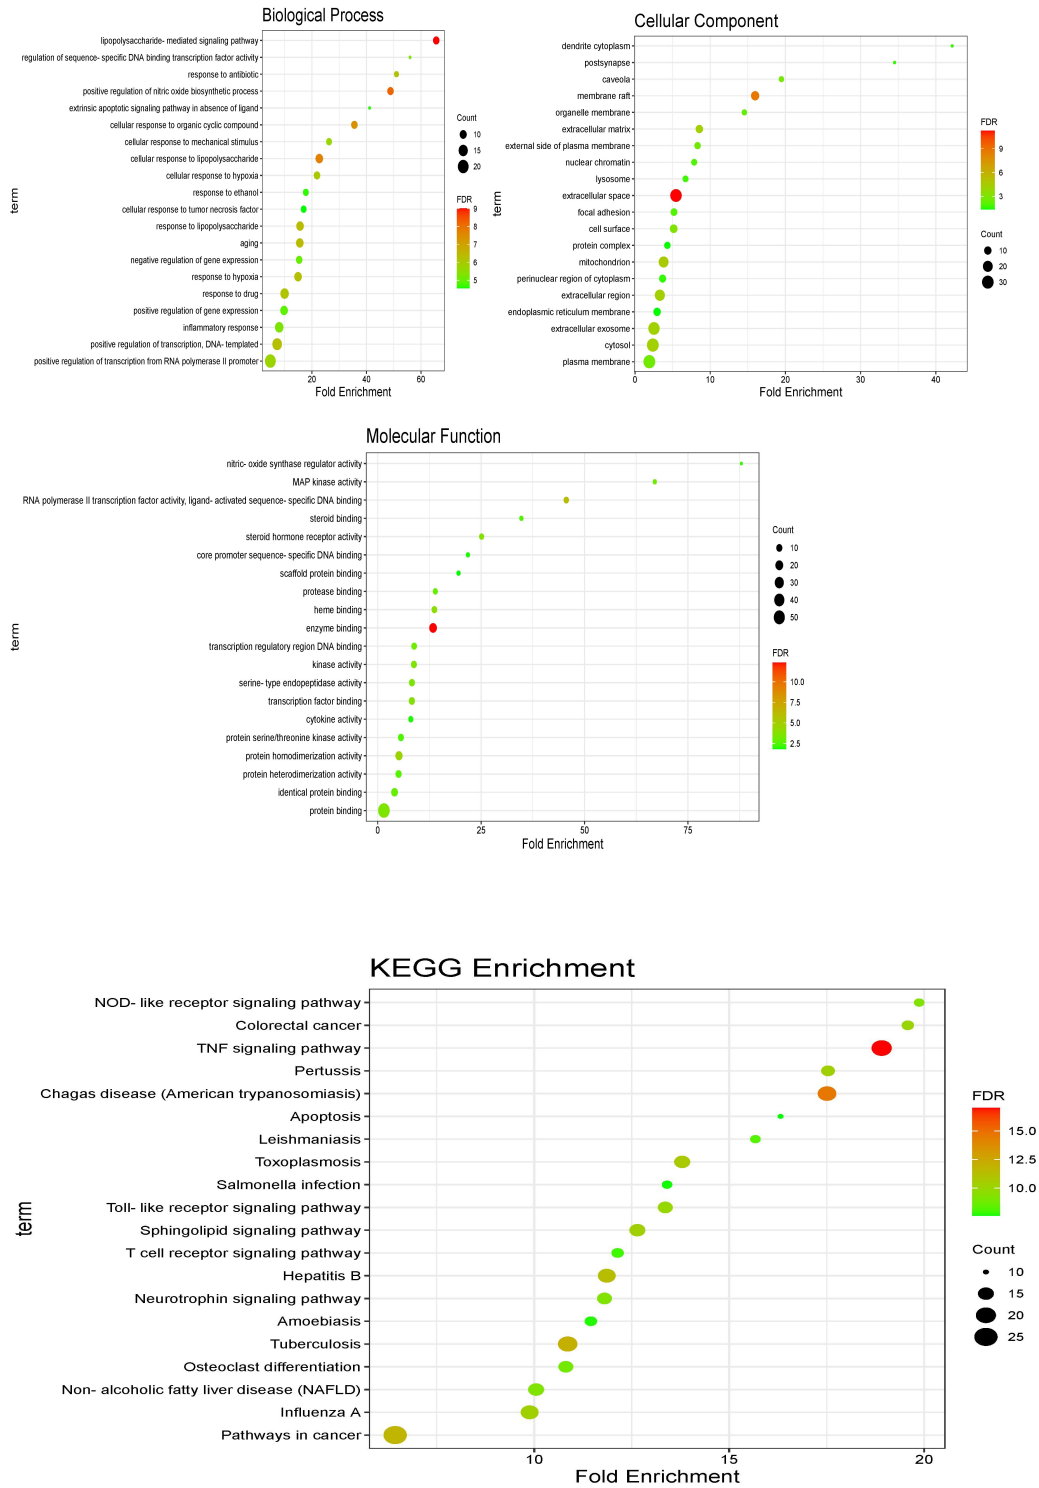 Biological Process
term
lipopolysaccharide- mediated signaling pathway
regulation of sequence- specific DNA binding transcription factor activity
response to antibiotic
positive regulation of nitric oxide biosynthetic process
extrinsic apoptotic signaling pathway in absence of ligand
cellular response to organic cyclic compound
cellular response to mechanical stimulus
cellular response to lipopolysaccharide
cellular response to hypoxia
response to ethanol
cellular response to tumor necrosis factor
response to lipopolysaccharide
aging
negative regulation of gene expression
response to hypoxia
response to drug
positive regulation of gene expression
inflammatory response
positive regulation of transcription, DNA- templated
positive regulation of transcription from RNA polymerase II promoter
20 40 60
Fold Enrichment
Count
10
15
20
FDR
9
8
7
6
5
Cellular Component
term
dendrite cytoplasm
postsynapse
caveola
membrane raft
organelle membrane
extracellular matrix
external side of plasma membrane
nuclear chromatin
lysosome
extracellular space
focal adhesion
cell surface
protein complex
mitochondrion
perinuclear region of cytoplasm
extracellular region
endoplasmic reticulum membrane
extracellular exosome
cytosol
plasma membrane
0 10 20 30 40
Fold Enrichment
FDR
9
6
3
Count
10
20
30
Molecular Function
term
nitric- oxide synthase regulator activity
MAP kinase activity
RNA polymerase II transcription factor activity, ligand- activated sequence- specific DNA binding
steroid binding
steroid hormone receptor activity
core promoter sequence- specific DNA binding
scaffold protein binding
protease binding
heme binding
enzyme binding
transcription regulatory region DNA binding
kinase activity
serine- type endopeptidase activity
transcription factor binding
cytokine activity
protein serine/threonine kinase activity
protein homodimerization activity
protein heterodimerization activity
identical protein binding
protein binding
0 25 50 75
Fold Enrichment
Count
10
20
30
40
50
FDR
10.0
7.5
5.0
2.5
KEGG Enrichment
term
NOD- like receptor signaling pathway
Colorectal cancer
TNF signaling pathway
Pertussis
Chagas disease (American trypanosomiasis)
Apoptosis
Leishmaniasis
Toxoplasmosis
Salmonella infection
Toll- like receptor signaling pathway
Sphingolipid signaling pathway
T cell receptor signaling pathway
Hepatitis B
Neurotrophin signaling pathway
Amoebiasis
Tuberculosis
Osteoclast differentiation
Non- alcoholic fatty liver disease (NAFLD)
Influenza A
Pathways in cancer
10 15 20
Fold Enrichment
FDR
15.0
12.5
10.0
Count
10
15
20
25